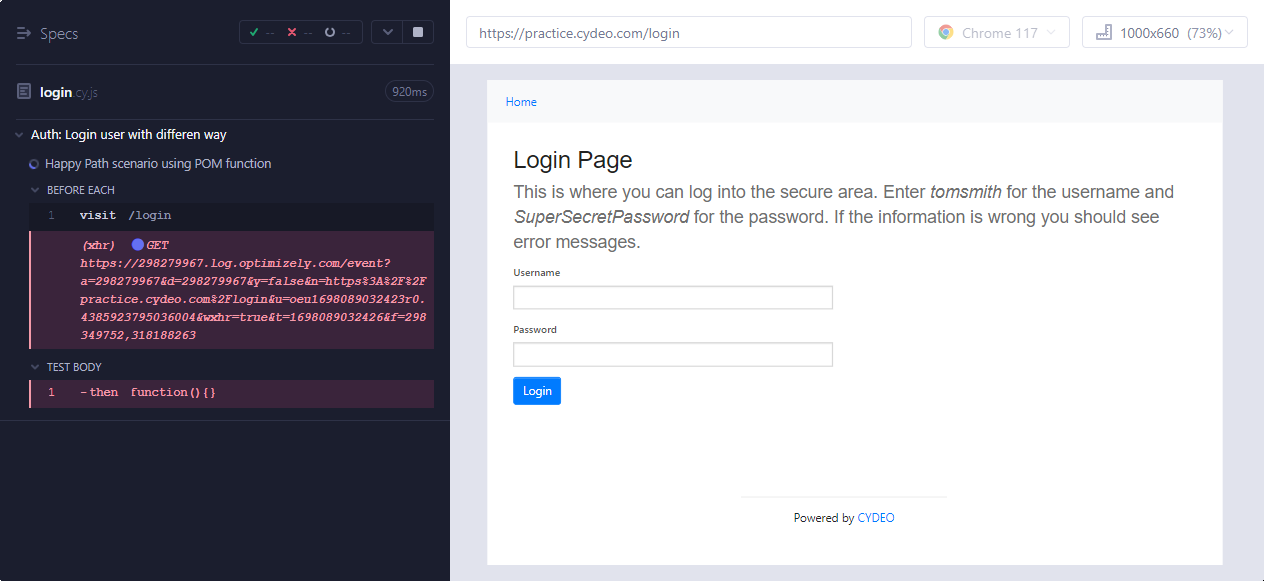 Specs
-- -- --
login.cy.js
920ms
Auth: Login user with differen way
Happy Path scenario using POM function
BEFORE EACH
1 visit /login
(xhr) GET
https://298279967.log.optimizely.com/event?
a=298279967&d=298279967&y=false&n=https%3A%2F%2F
practice.cydeo.com%2Flogin&u=oeu1698089032423r0.
4385923795036004&wxhr=true&t=1698089032426&f=298
349752,318188263
TEST BODY
1 -then function(){}
https://practice.cydeo.com/login
Chrome 117
1000x660 (73%)
Home
Login Page
This is where you can log into the secure area. Enter tomsmith for the username and
SuperSecretPassword for the password. If the information is wrong you should see
error messages.
Username
Password
Login
Powered by CYDEO